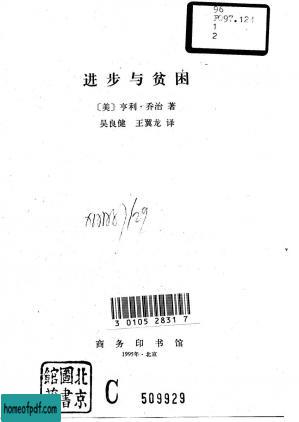 96
F097.124
1
2
进步与贫困
〔美〕亨利·乔治 著
吴良健 王翼龙 译
3 0105 2831 7
商务印书馆
1995年·北京
北京
圖書
館藏
C 509929
homeofpdf.com